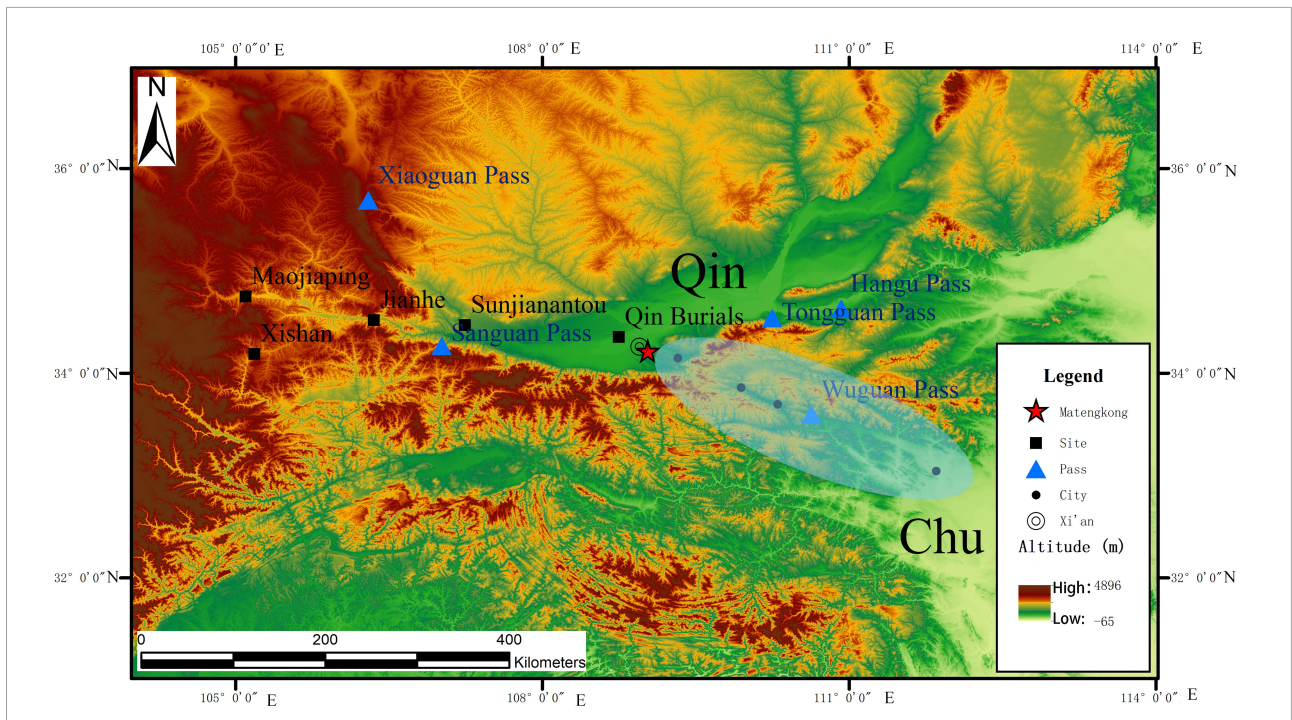 105° 0'0"0' E
108° 0'0" E
111° 0'0" E
114° 0'0" E
N
36° 0'0"N
36° 0'0"N
Xiaoguan Pass
Qin
Maojiaping
Jianhe
Sunjianantou
Hangu Pass
Qin Burials
Tongguan Pass
Xishan
Sanguan Pass
34° 0'0"N
34° 0'0"N
Wuguan Pass
Chu
32° 0'0"N
32° 0'0"N
Legend
Matengkong
Site
Pass
City
Xi'an
Altitude (m)
High: 4896
Low: -65
0 200 400
Kilometers
105° 0'0" E
108° 0'0" E
111° 0'0" E
114° 0'0" E